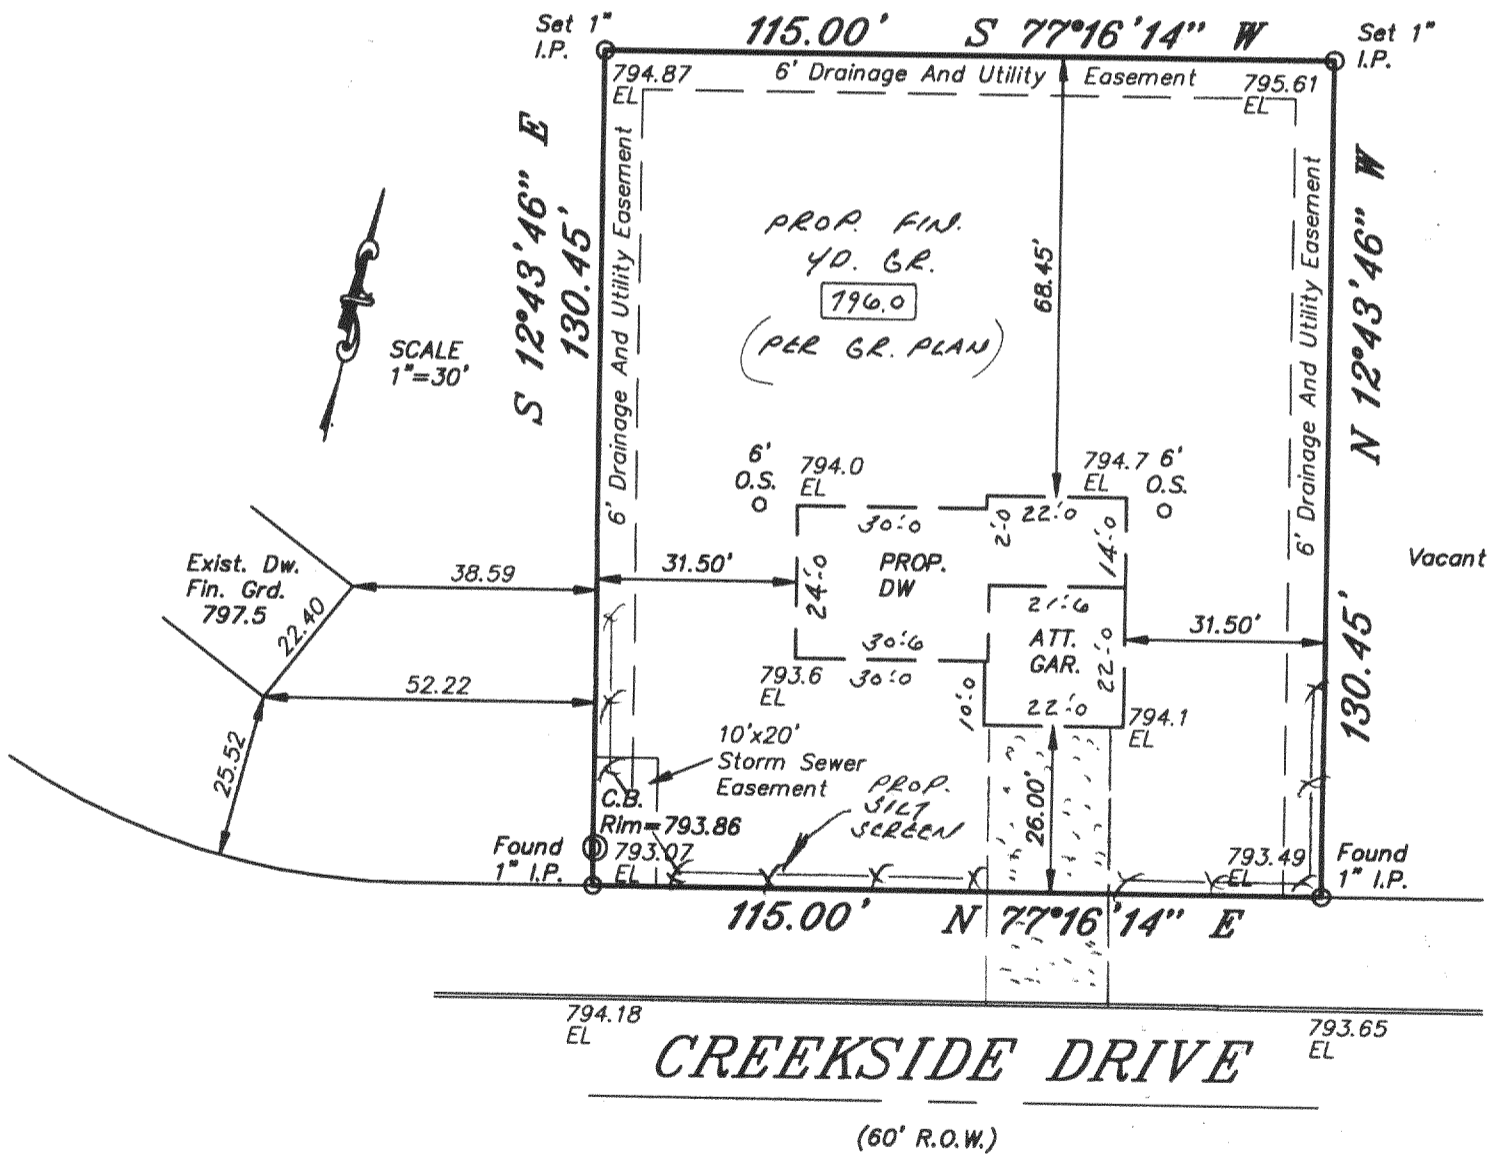 Set 1"
I.P.
115.00' S 77°16'14" W
Set 1"
I.P.
794.87
EL
6' Drainage And Utility Easement
795.61
EL
S 12°43'46" E
130.45'
6' Drainage And Utility Easement
SCALE
1"=30'
PROP. FIN.
YD. GR.
796.0
(PER GR. PLAN)
68.45'
6' Drainage And Utility Easement
N 12°43'46" W
130.45'
6'
O.S.
794.0
EL
794.7
EL
6'
O.S.
30'-0
2'-0
22'-0
14'-0
Exist. Dw.
Fin. Grd.
797.5
22.40
38.59
31.50'
24'-0
PROP.
DW
21'-6
ATT.
GAR.
22'-0
31.50'
Vacant
52.22
30'-6
30'-0
793.6
EL
10'-0
22'-0
794.1
EL
25.52
10'x20'
Storm Sewer
Easement
PROP.
SILT
SCREEN
26.00'
C.B.
Rim=793.86
Found
1" I.P.
793.07
EL
793.49
EL
Found
1" I.P.
115.00' N 77°16'14" E
794.18
EL
793.65
EL
CREEKSIDE DRIVE
(60' R.O.W.)